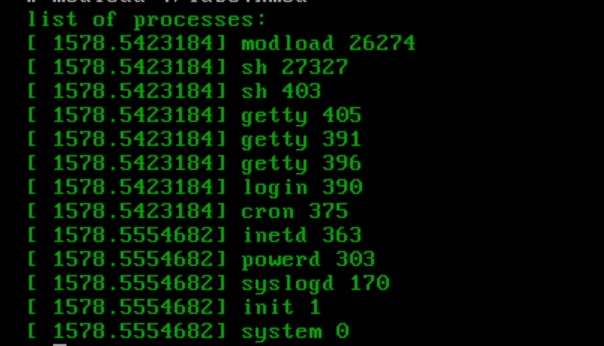 list of processes:
[ 1578.5423184] modload 26274
[ 1578.5423184] sh 27327
[ 1578.5423184] sh 403
[ 1578.5423184] getty 405
[ 1578.5423184] getty 391
[ 1578.5423184] getty 396
[ 1578.5423184] login 390
[ 1578.5423184] cron 375
[ 1578.5554682] inetd 363
[ 1578.5554682] powerd 303
[ 1578.5554682] syslogd 170
[ 1578.5554682] init 1
[ 1578.5554682] system 0